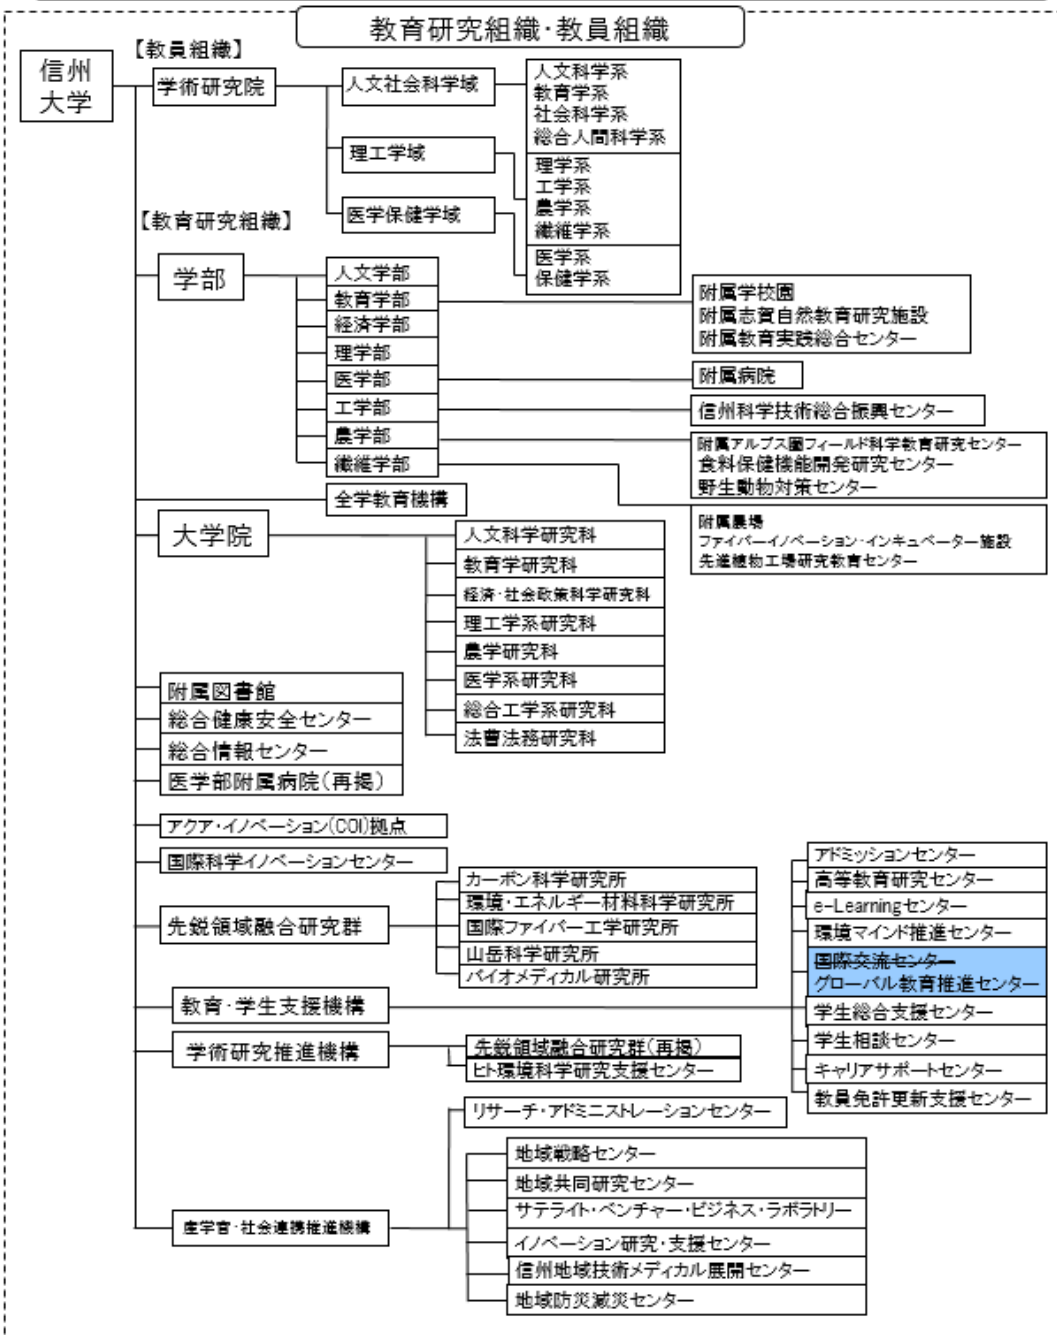 教育研究組織・教員組織
信州
大学
【教員組織】
学術研究院
人文社会科学域
人文科学系
教育学系
社会科学系
総合人間科学系
理工学域
理学系
工学系
農学系
繊維学系
医学保健学域
医学系
保健学系
【教育研究組織】
学部
人文学部
教育学部
経済学部
理学部
医学部
工学部
農学部
繊維学部
附属学校園
附属志賀自然教育研究施設
附属教育実践総合センター
附属病院
信州科学技術総合振興センター
附属アルプス圏フィールド科学教育研究センター
食料保健機能開発研究センター
野生動物対策センター
附属農場
ファイバーイノベーション・インキュベーター施設
先進植物工場研究教育センター
全学教育機構
大学院
人文科学研究科
教育学研究科
経済・社会政策科学研究科
理工学系研究科
農学研究科
医学系研究科
総合工学系研究科
法曹法務研究科
附属図書館
総合健康安全センター
総合情報センター
医学部附属病院(再掲)
アクア・イノベーション(COI)拠点
国際科学イノベーションセンター
先鋭領域融合研究群
カーボン科学研究所
環境・エネルギー材料科学研究所
国際ファイバー工学研究所
山岳科学研究所
バイオメディカル研究所
教育・学生支援機構
アドミッションセンター
高等教育研究センター
e-Learningセンター
環境マインド推進センター
国際交流センター
グローバル教育推進センター
学生総合支援センター
学生相談センター
キャリアサポートセンター
教員免許更新支援センター
学術研究推進機構
先鋭領域融合研究群(再掲)
ヒト環境科学研究支援センター
産学官・社会連携推進機構
リサーチ・アドミニストレーションセンター
地域戦略センター
地域共同研究センター
サテライト・ベンチャー・ビジネス・ラボラトリー
イノベーション研究・支援センター
信州地域技術メディカル展開センター
地域防災減災センター